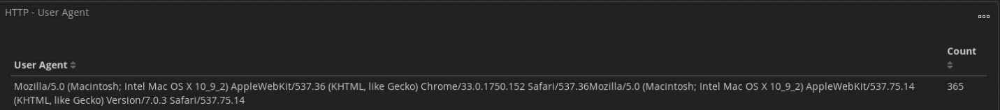 HTTP - User Agent
Count
User Agent
Mozilla/5.0 (Macintosh; Intel Mac OS X 10_9_2) AppleWebKit/537.36 (KHTML, like Gecko) Chrome/33.0.1750.152 Safari/537.36Mozilla/5.0 (Macintosh; Intel Mac OS X 10_9_2) AppleWebKit/537.75.14 365
(KHTML, like Gecko) Version/7.0.3 Safari/537.75.14